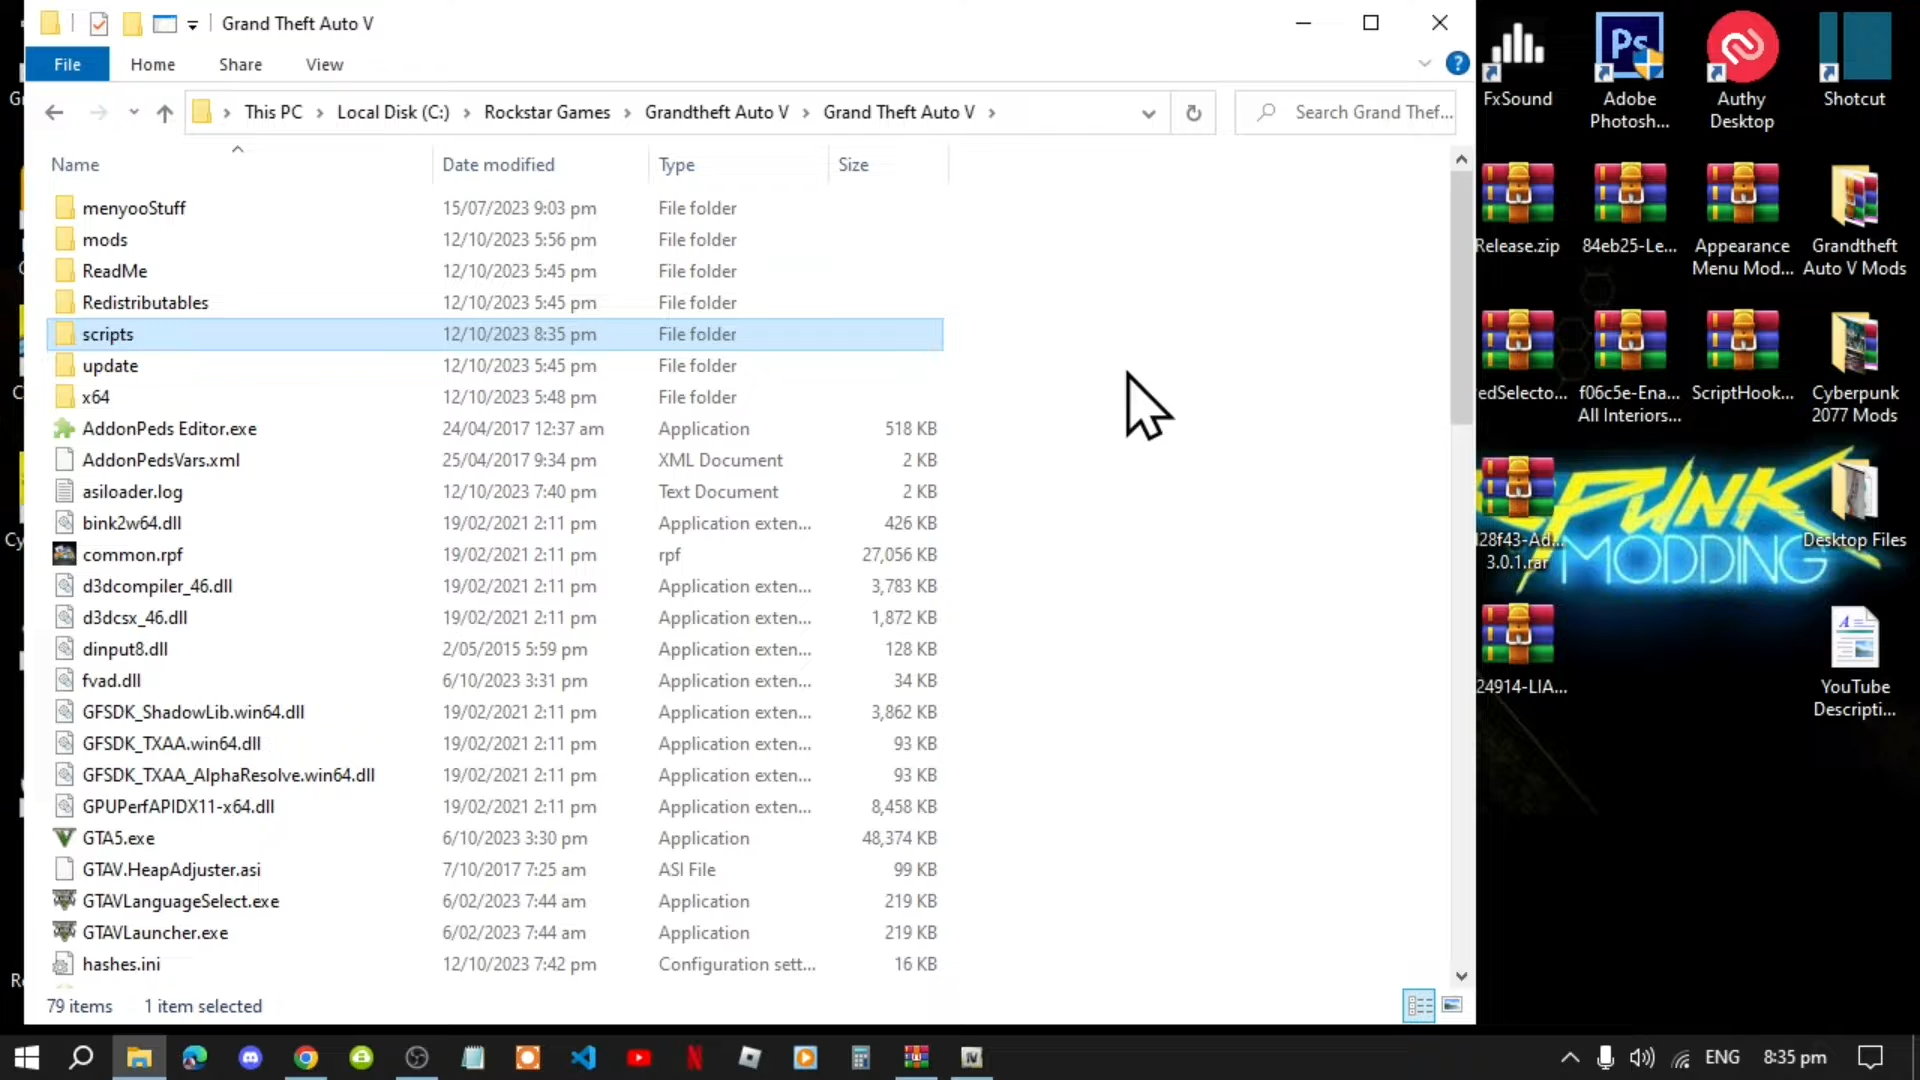 Grand Theft Auto V
File Home Share View
This PC Local Disk (C:) Rockstar Games Grandtheft Auto V Grand Theft Auto V
Search Grand Thef...
Name Date modified Type Size
menyooStuff 15/07/2023 9:03 pm File folder
mods 12/10/2023 5:56 pm File folder
ReadMe 12/10/2023 5:45 pm File folder
Redistributables 12/10/2023 5:45 pm File folder
scripts 12/10/2023 8:35 pm File folder
update 12/10/2023 5:45 pm File folder
x64 12/10/2023 5:48 pm File folder
AddonPeds Editor.exe 24/04/2017 12:37 am Application 518 KB
AddonPedsVars.xml 25/04/2017 9:34 pm XML Document 2 KB
asiloader.log 12/10/2023 7:40 pm Text Document 2 KB
bink2w64.dll 19/02/2021 2:11 pm Application exten... 426 KB
common.rpf 19/02/2021 2:11 pm rpf 27,056 KB
d3dcompiler_46.dll 19/02/2021 2:11 pm Application exten... 3,783 KB
d3dcsx_46.dll 19/02/2021 2:11 pm Application exten... 1,872 KB
dinput8.dll 2/05/2015 5:59 pm Application exten... 128 KB
fvad.dll 6/10/2023 3:31 pm Application exten... 34 KB
GFSDK_ShadowLib.win64.dll 19/02/2021 2:11 pm Application exten... 3,862 KB
GFSDK_TXAA.win64.dll 19/02/2021 2:11 pm Application exten... 93 KB
GFSDK_TXAA_AlphaResolve.win64.dll 19/02/2021 2:11 pm Application exten... 93 KB
GPUPerfAPIDX11-x64.dll 19/02/2021 2:11 pm Application exten... 8,458 KB
GTA5.exe 6/10/2023 3:30 pm Application 48,374 KB
GTAV.HeapAdjuster.asi 7/10/2017 7:25 am ASI File 99 KB
GTAVLanguageSelect.exe 6/02/2023 7:44 am Application 219 KB
GTAVLauncher.exe 6/02/2023 7:44 am Application 219 KB
hashes.ini 12/10/2023 7:42 pm Configuration sett... 16 KB
79 items 1 item selected
Ps
FxSound
Adobe
Photosh...
Authy
Desktop
Shotcut
Release.zip
84eb25-Le...
Appearance
Menu Mod...
Grandtheft
Auto V Mods
edSelecto...
f06c5e-Ena...
All Interiors...
ScriptHook...
Cyberpunk
2077 Mods
PUNK
MODDING
28f43-Ad...
3.0.1.rar
Desktop Files
24914-LIA...
YouTube
Descripti...
ENG 8:35 pm